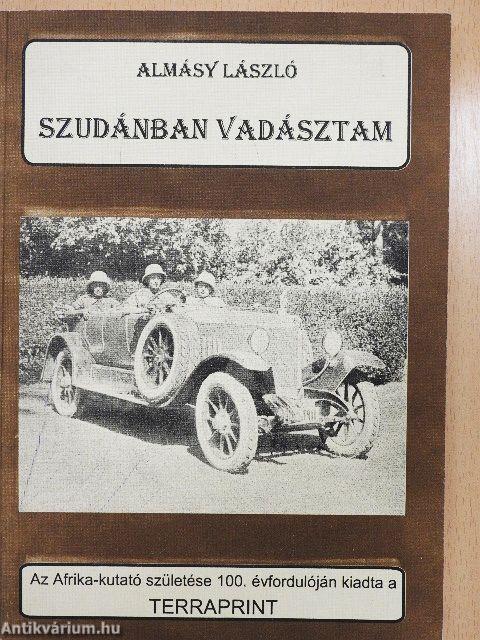 ALMÁSY LÁSZLÓ
SZUDÁNBAN VADÁSZTAM
Az Afrika-kutató születése 100. évfordulóján kiadta a
TERRAPRINT
Antikvárium.hu